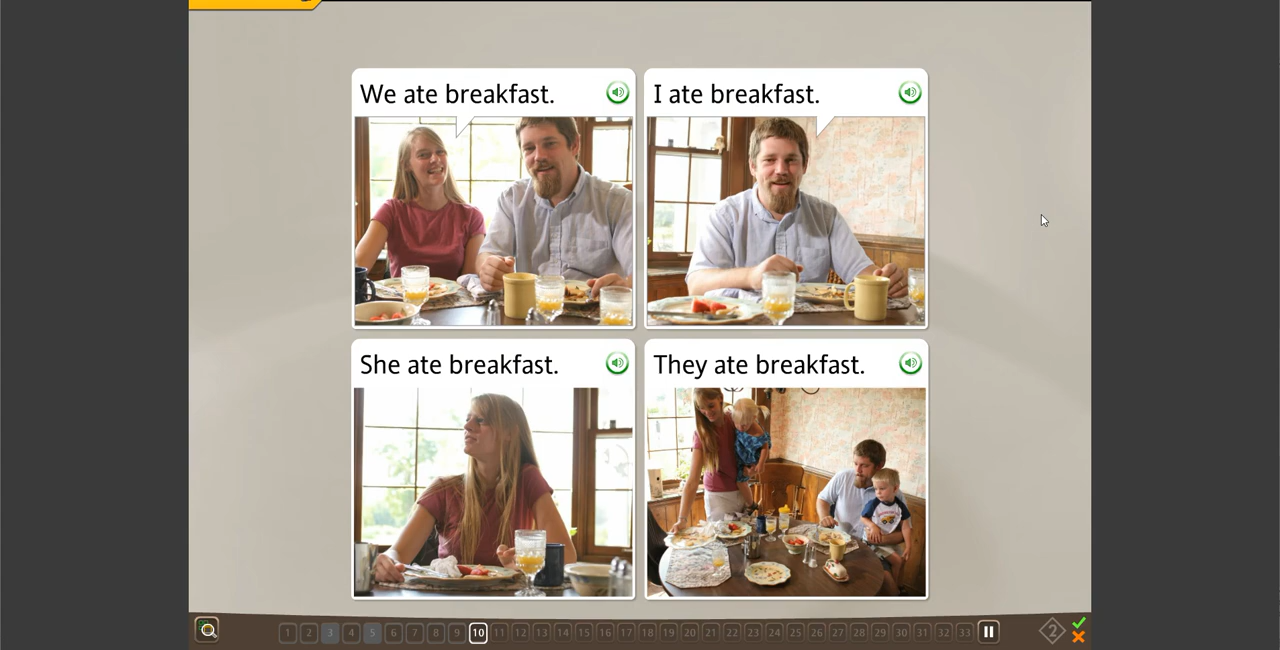 We ate breakfast.
I ate breakfast.
She ate breakfast.
They ate breakfast.
1 2 3 4 5 6 7 8 9 10 11 12 13 14 15 16 17 18 19 20 21 22 23 24 25 26 27 28 29 30 31 32 33
2